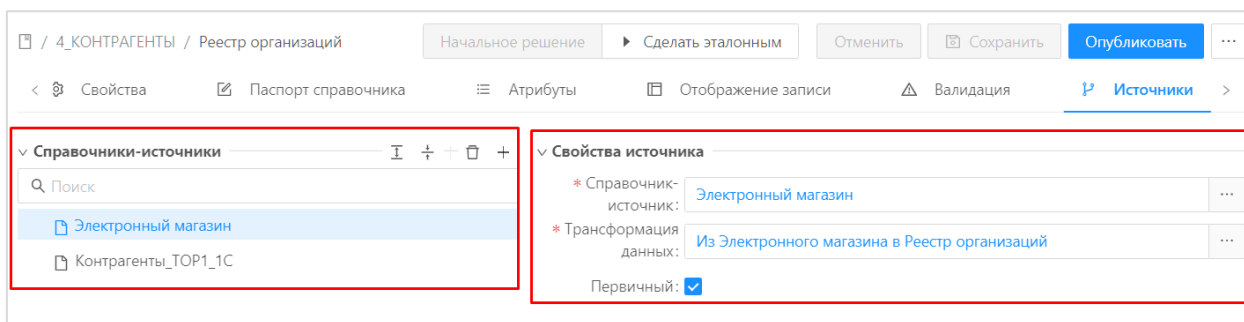 / 4_КОНТРАГЕНТЫ / Реестр организаций Начальное решение Сделать эталонным Отменить Сохранить Опубликовать ...
< Свойства Паспорт справочника Атрибуты Отображение записи Валидация Источники >
Справочники-источники
Поиск
Электронный магазин
Контрагенты_TOP1_1С
Свойства источника
* Справочник-
источник:
Электронный магазин ...
* Трансформация
данных:
Из Электронного магазина в Реестр организаций ...
Первичный: